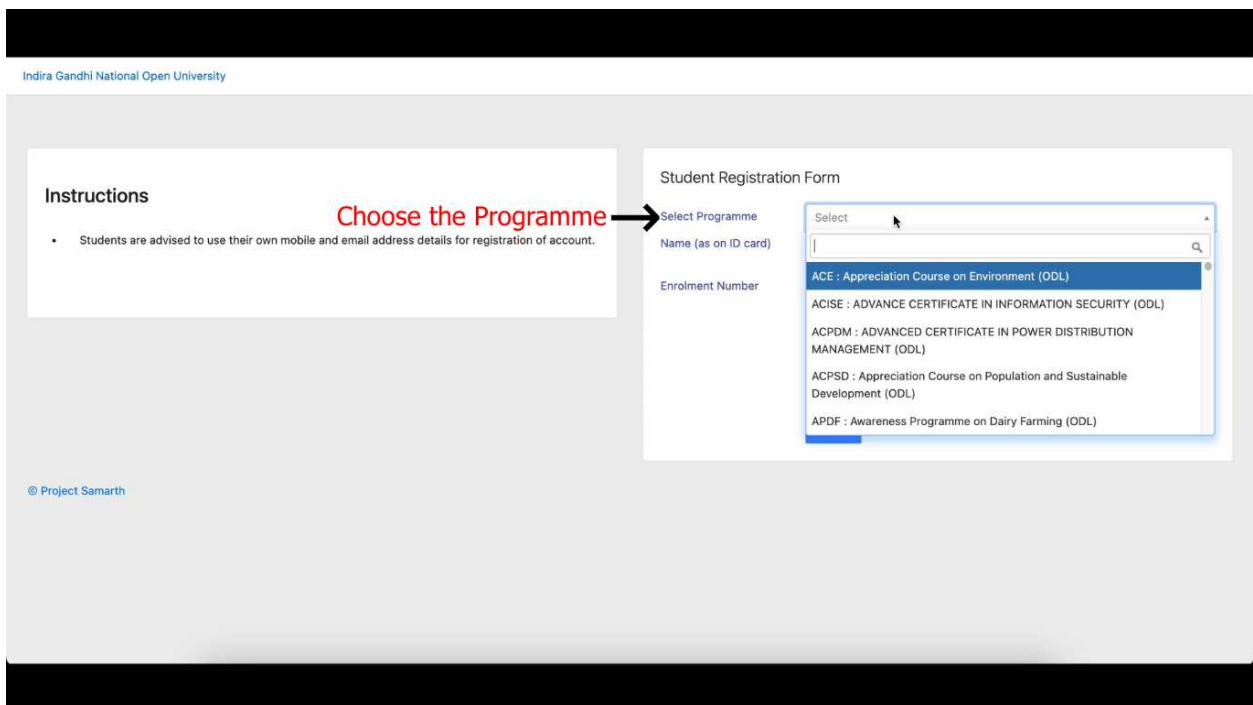 Indira Gandhi National Open University
Instructions
• Students are advised to use their own mobile and email address details for registration of account.
Choose the Programme
Student Registration Form
Select Programme
Select
Name (as on ID card)
Enrolment Number
ACE : Appreciation Course on Environment (ODL)
ACISE : ADVANCE CERTIFICATE IN INFORMATION SECURITY (ODL)
ACPDM : ADVANCED CERTIFICATE IN POWER DISTRIBUTION
MANAGEMENT (ODL)
ACPSD : Appreciation Course on Population and Sustainable
Development (ODL)
APDF : Awareness Programme on Dairy Farming (ODL)
© Project Samarth